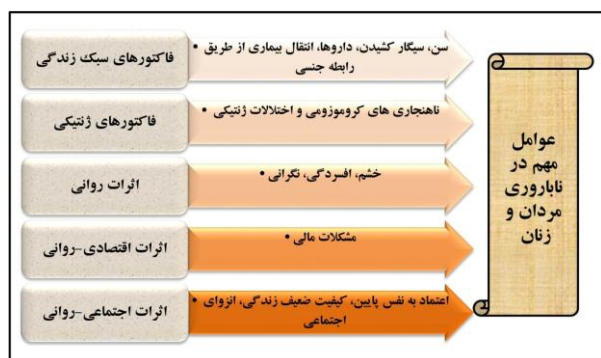 عوامل
مهم در
ناباروری
مردان و
زنان
فاکتورهای سبک زندگی
سن، سیگار کشیدن، داروها، انتقال بیماری از طریق •
رابطه جنسی
فاکتورهای ژنتیکی
ناهنجاری های کروموزومی و اختلالات ژنتیکی •
اثرات روانی
خشم، افسردگی، نگرانی •
اثرات اقتصادی-روانی
مشکلات مالی •
اثرات اجتماعی-روانی
اعتماد به نفس پایین، کیفیت ضعیف زندگی، انزوای •
اجتماعی